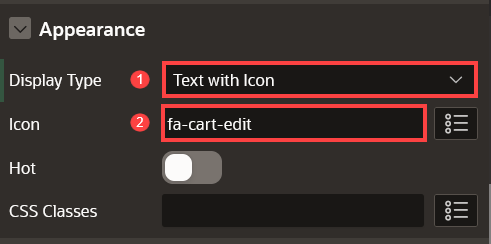 Appearance
Display Type 1 Text with Icon
Icon 2 fa-cart-edit
Hot
CSS Classes